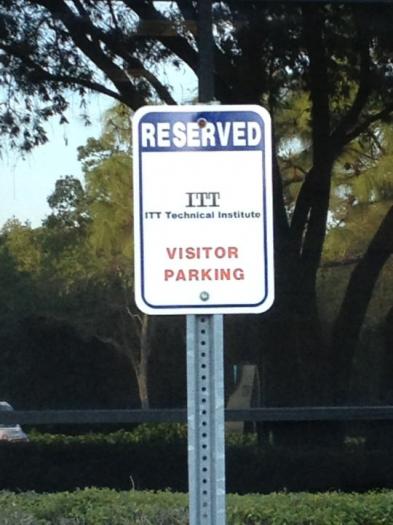 RESERVED
ITT
ITT Technical Institute
VISITOR
PARKING